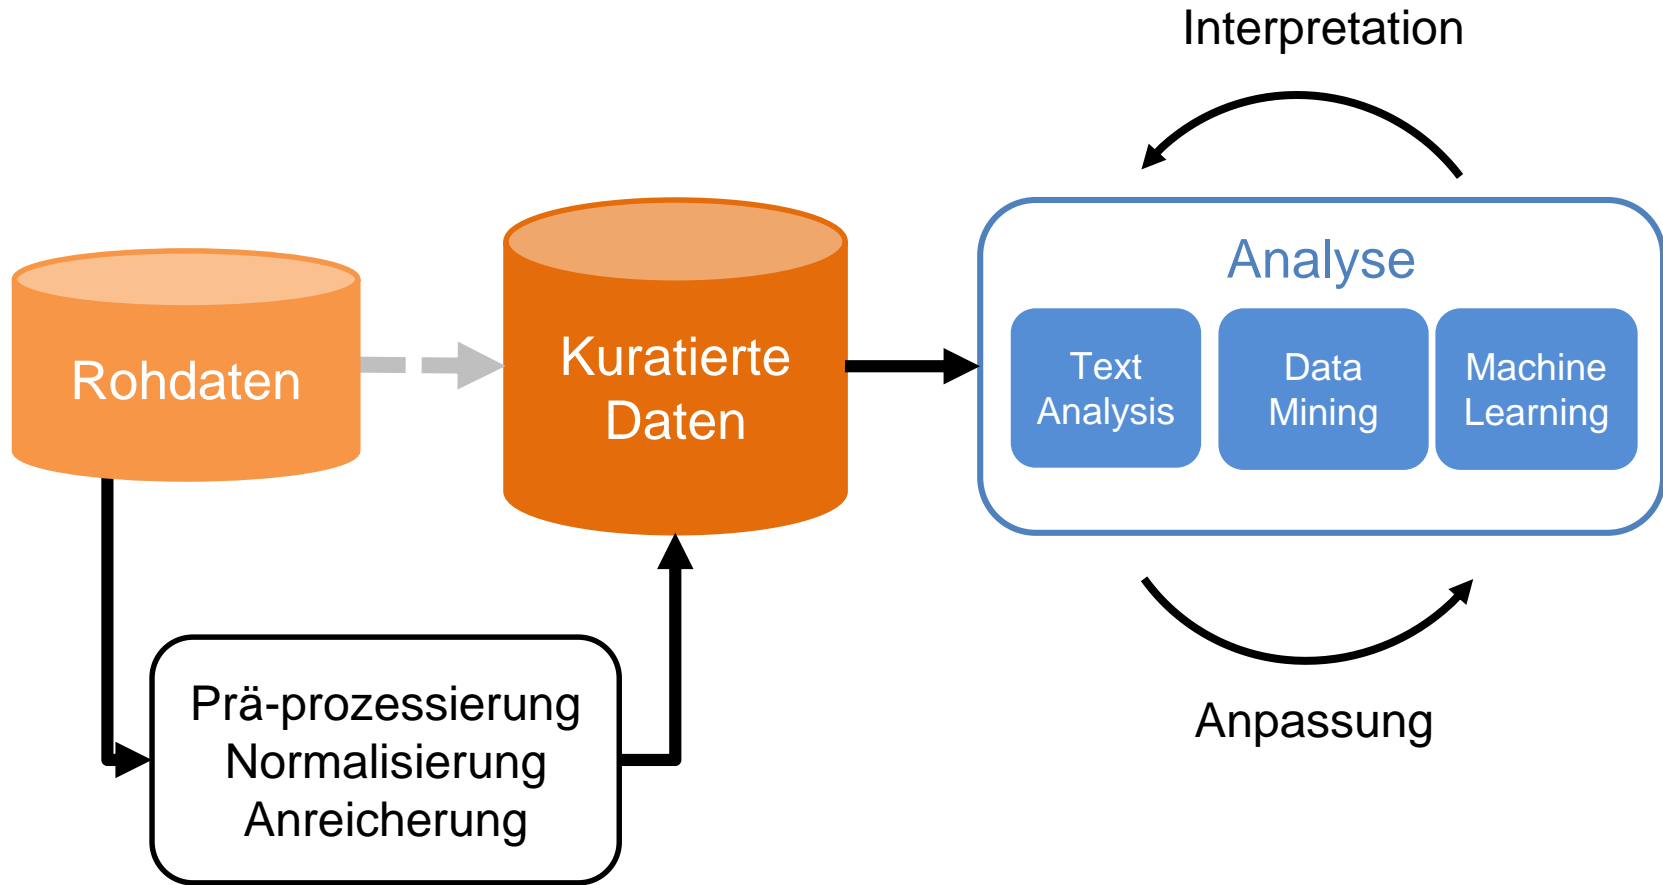 Interpretation
Rohdaten
Kuratierte
Daten
Analyse
Text
Analysis
Data
Mining
Machine
Learning
Prä-prozessierung
Normalisierung
Anreicherung
Anpassung